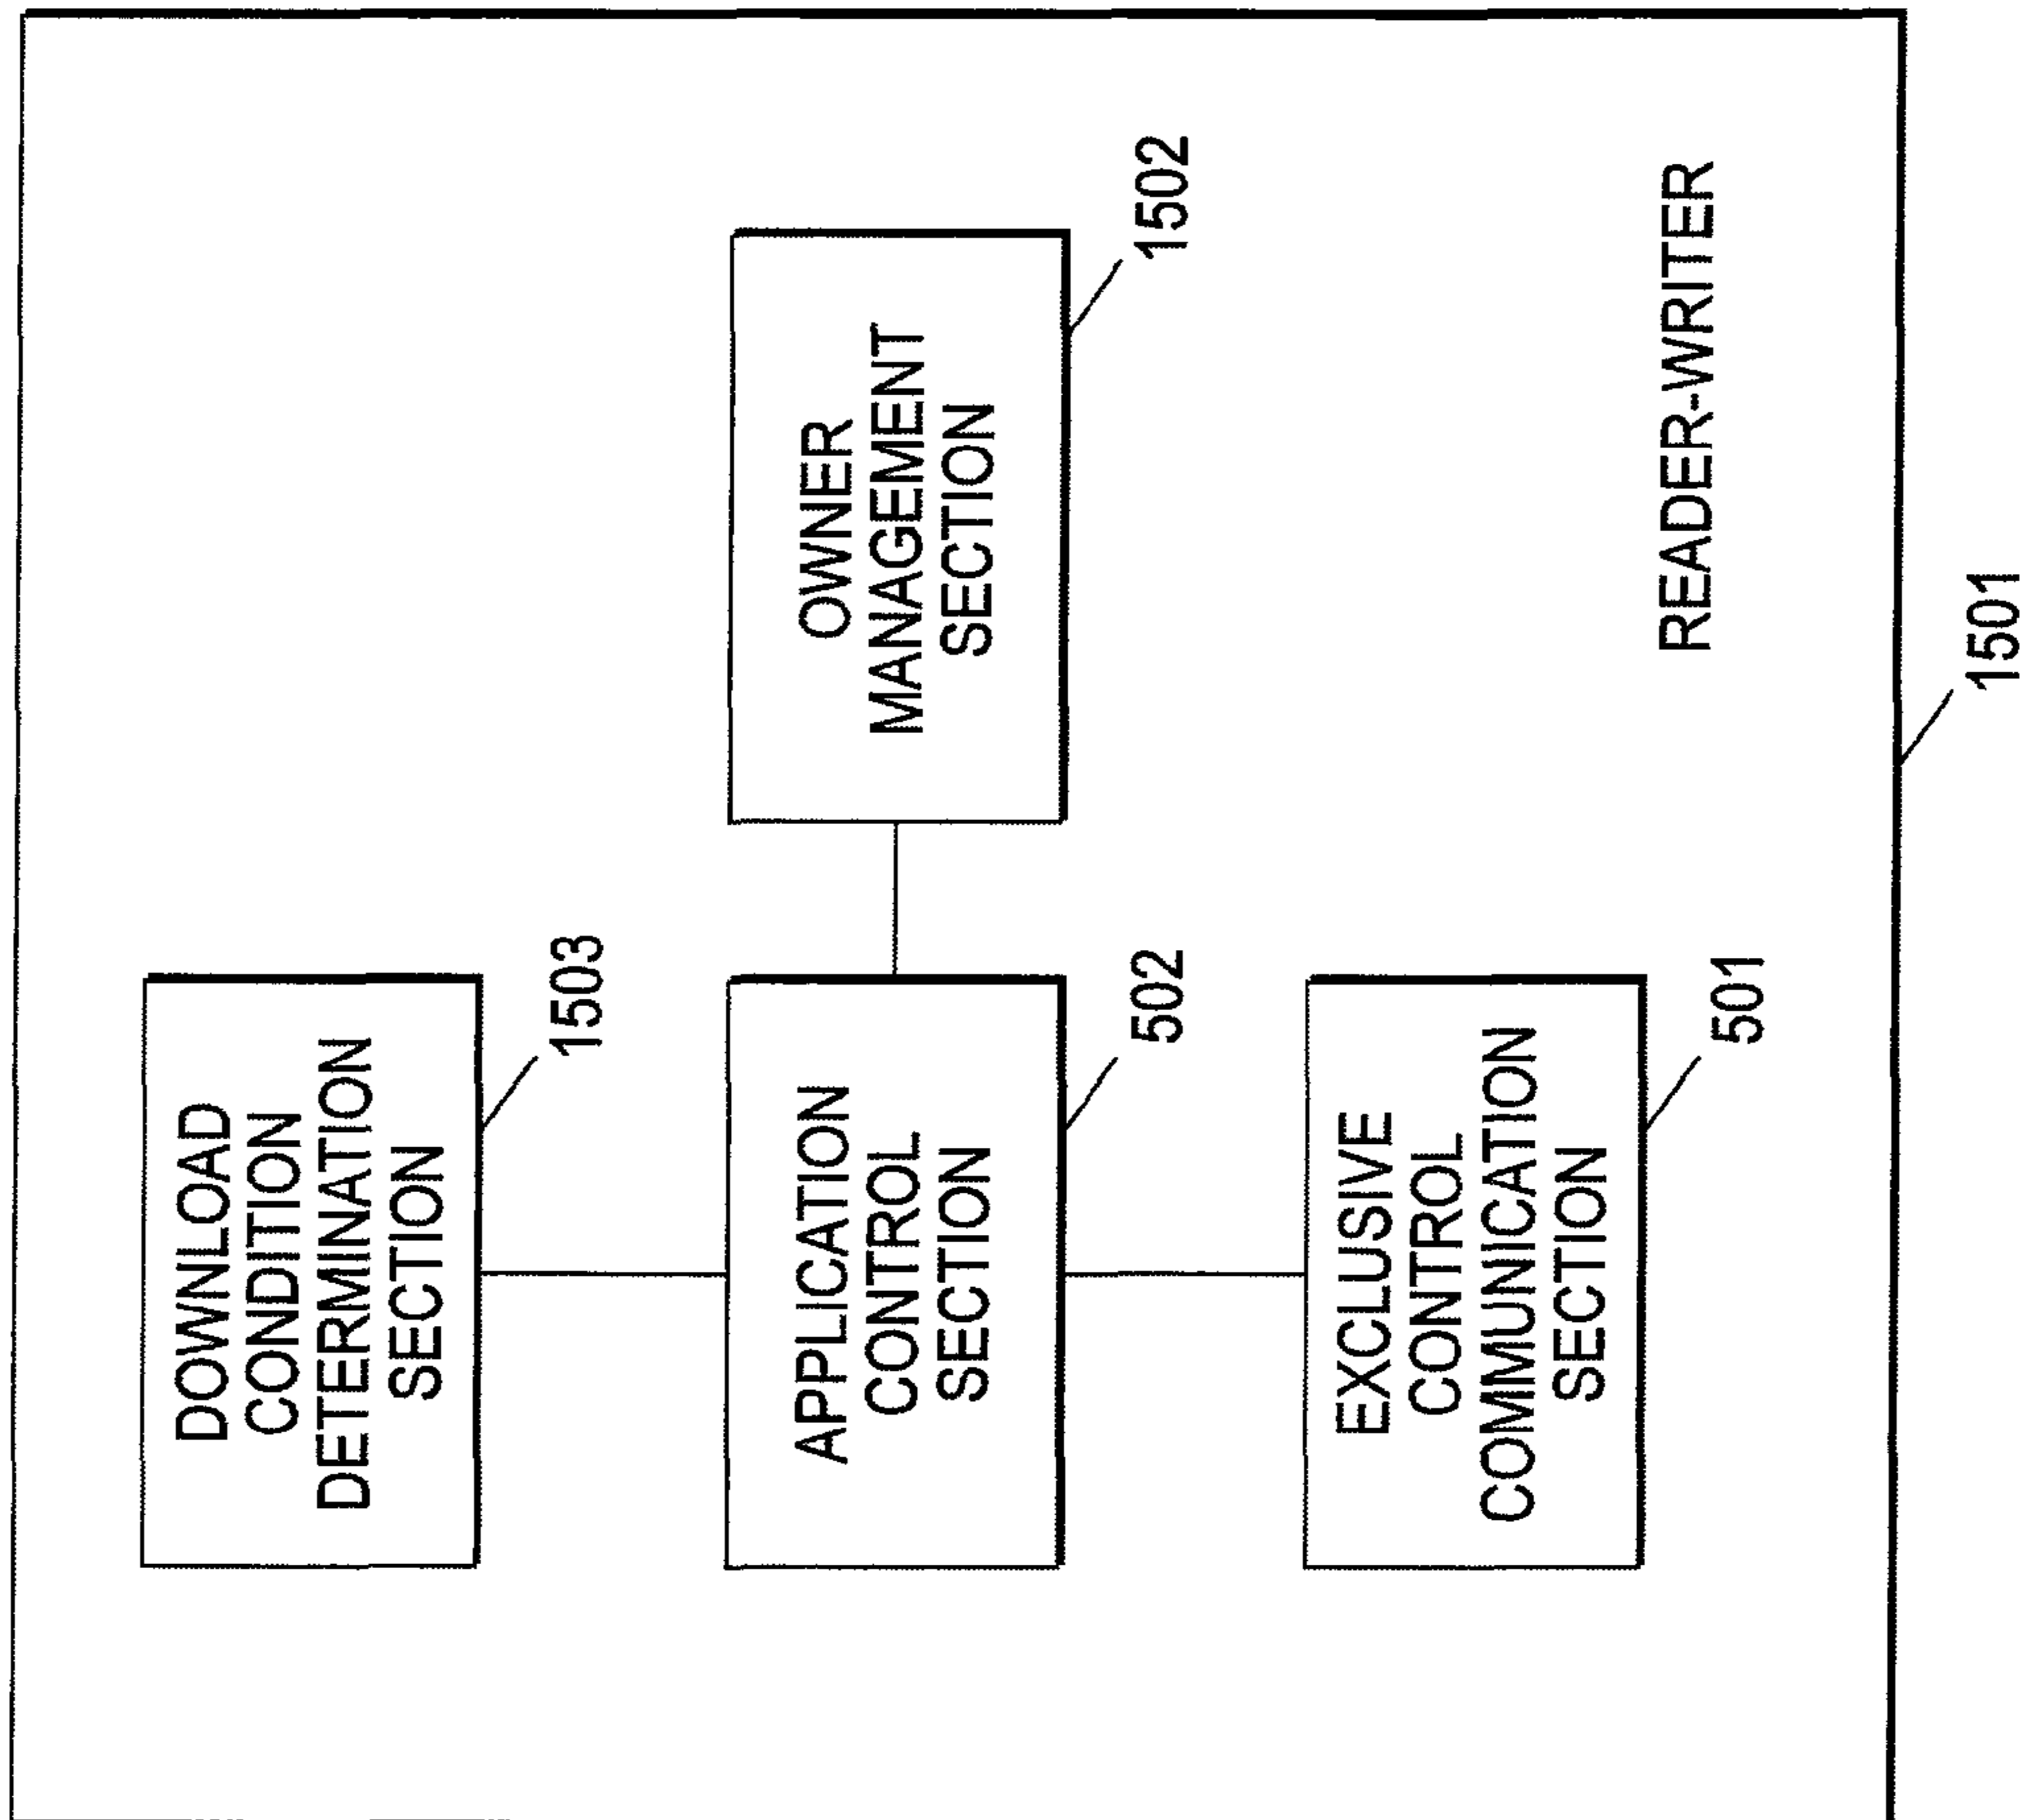 DOWNLOAD
CONDITION
DETERMINATION
SECTION
1503
APPLICATION
CONTROL
SECTION
502
OWNER
MANAGEMENT
SECTION
1502
EXCLUSIVE
CONTROL
COMMUNICATION
SECTION
501
READER-WRITER
1501